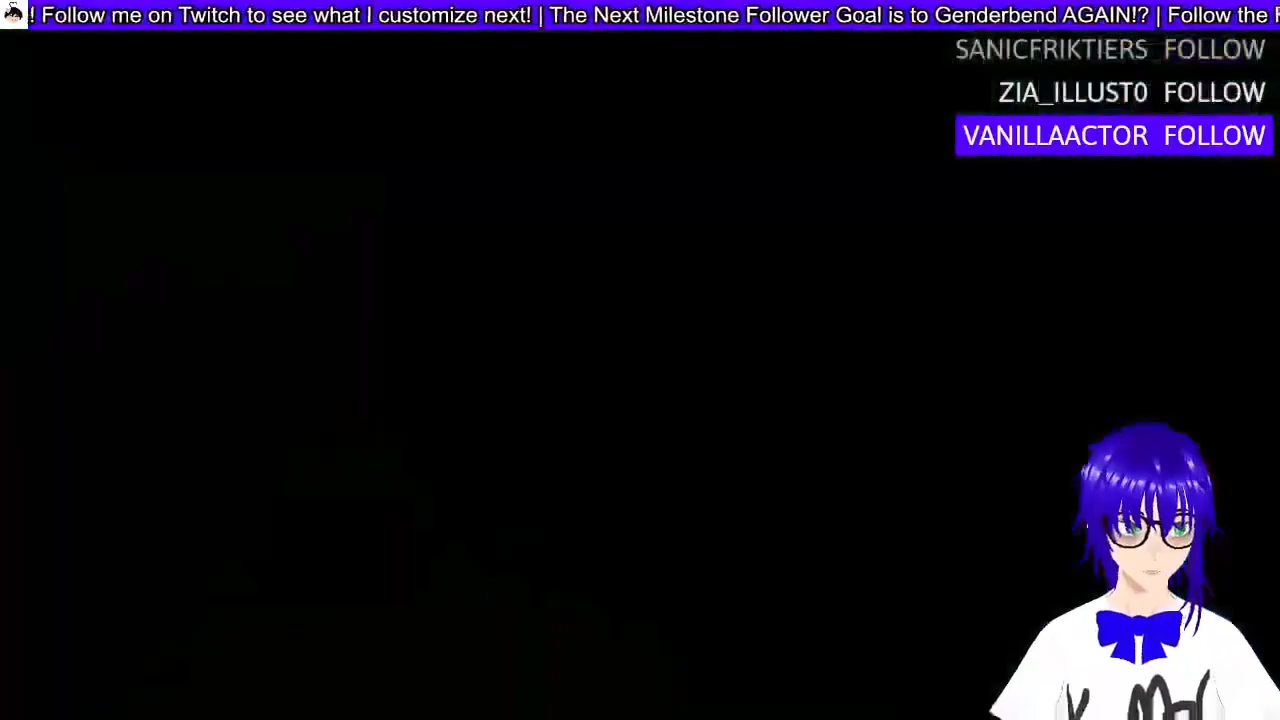 ! Follow me on Twitch to see what I customize next! | The Next Milestone Follower Goal is to Genderbend AGAIN!? | Follow the
SANICFRIKTIERS FOLLOW
ZIA_ILLUST0 FOLLOW
VANILLAACTOR FOLLOW